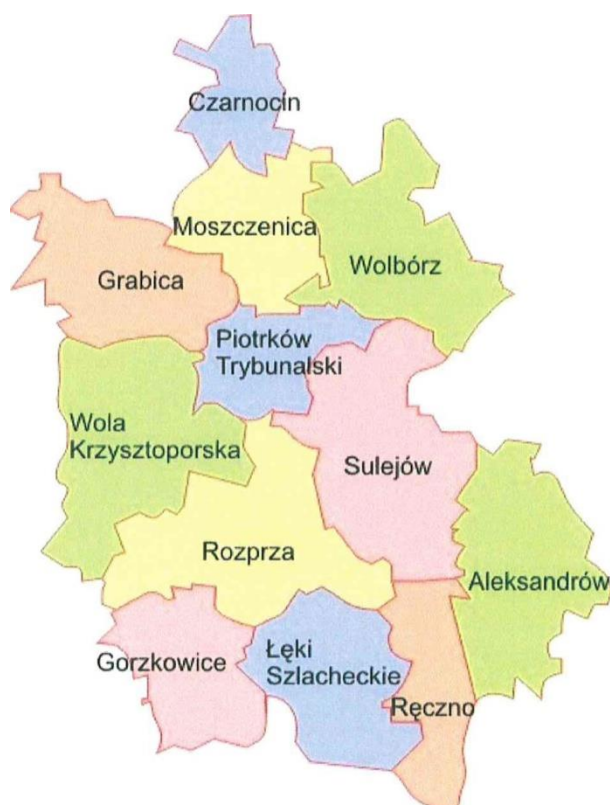 Czarnocin
Moszczenica
Wolbórz
Grabica
Piotrków
Trybunalski
Wola
Krzysztoporska
Sulejów
Rozprza
Aleksandrów
Gorzkowice
Łęki
Szlacheckie
Ręczno